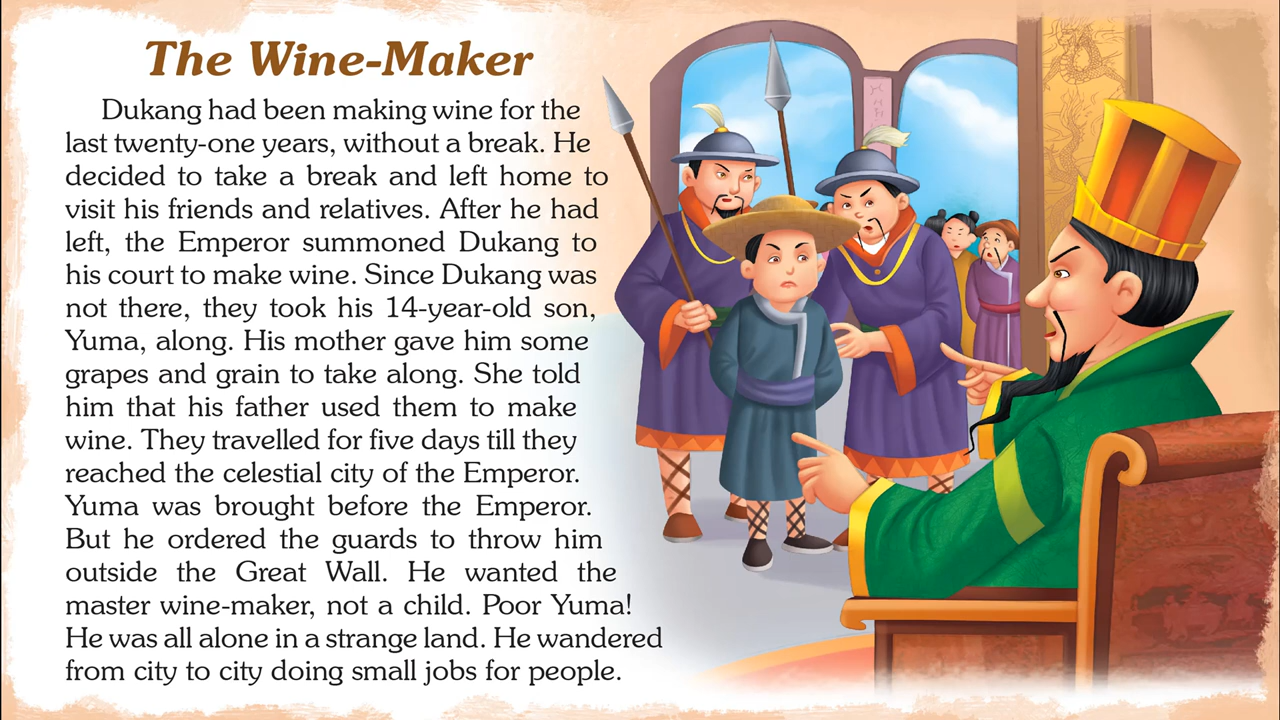 The Wine-Maker
Dukang had been making wine for the
last twenty-one years, without a break. He
decided to take a break and left home to
visit his friends and relatives. After he had
left, the Emperor summoned Dukang to
his court to make wine. Since Dukang was
not there, they took his 14-year-old son,
Yuma, along. His mother gave him some
grapes and grain to take along. She told
him that his father used them to make
wine. They travelled for five days till they
reached the celestial city of the Emperor.
Yuma was brought before the Emperor.
But he ordered the guards to throw him
outside the Great Wall. He wanted the
master wine-maker, not a child. Poor Yuma!
He was all alone in a strange land. He wandered
from city to city doing small jobs for people.